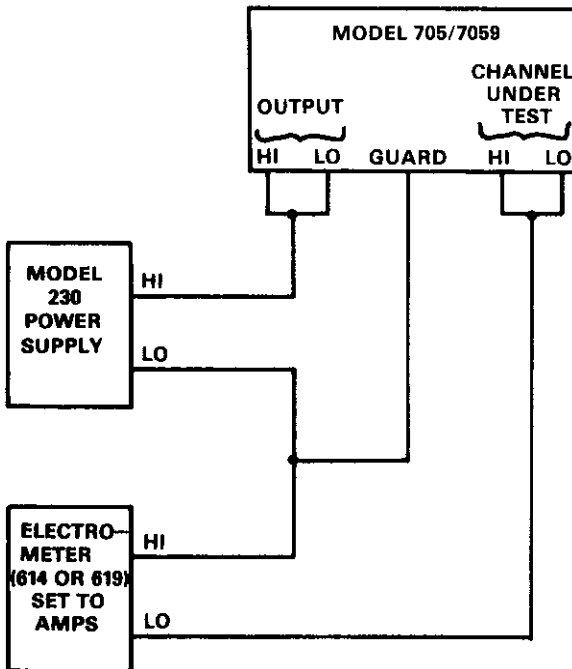 MODEL 705/7059
OUTPUT
HI LO
GUARD
CHANNEL
UNDER
TEST
HI LO
MODEL
230
POWER
SUPPLY
HI
LO
ELECTRO-
METER
(614 OR 619)
SET TO
AMPS
HI
LO